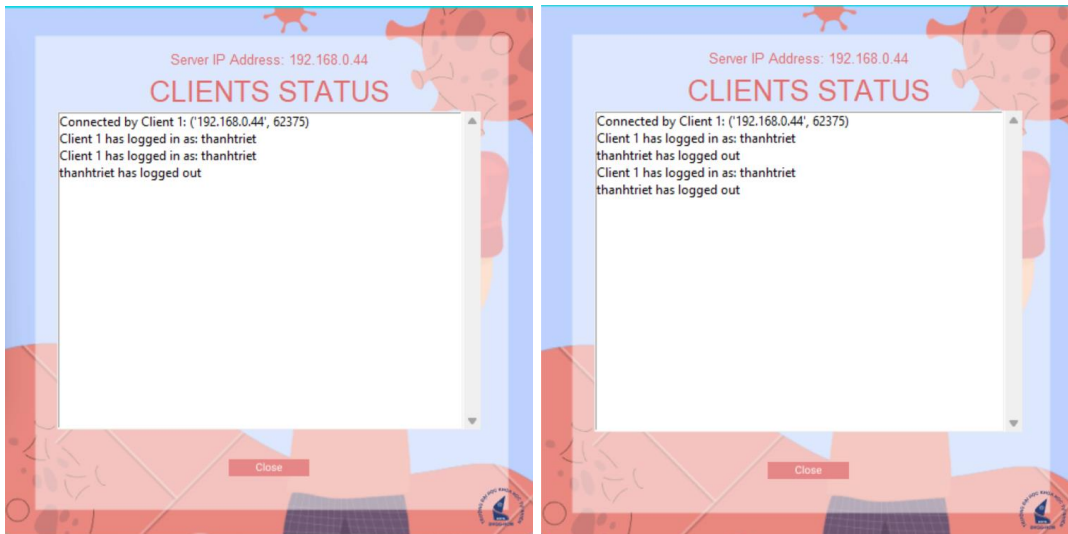 Server IP Address: 192.168.0.44
CLIENTS STATUS
Connected by Client 1: ('192.168.0.44', 62375)
Client 1 has logged in as: thanhtriet
Client 1 has logged in as: thanhtriet
thanhtriet has logged out
Close
Server IP Address: 192.168.0.44
CLIENTS STATUS
Connected by Client 1: ('192.168.0.44', 62375)
Client 1 has logged in as: thanhtriet
thanhtriet has logged out
Client 1 has logged in as: thanhtriet
thanhtriet has logged out
Close